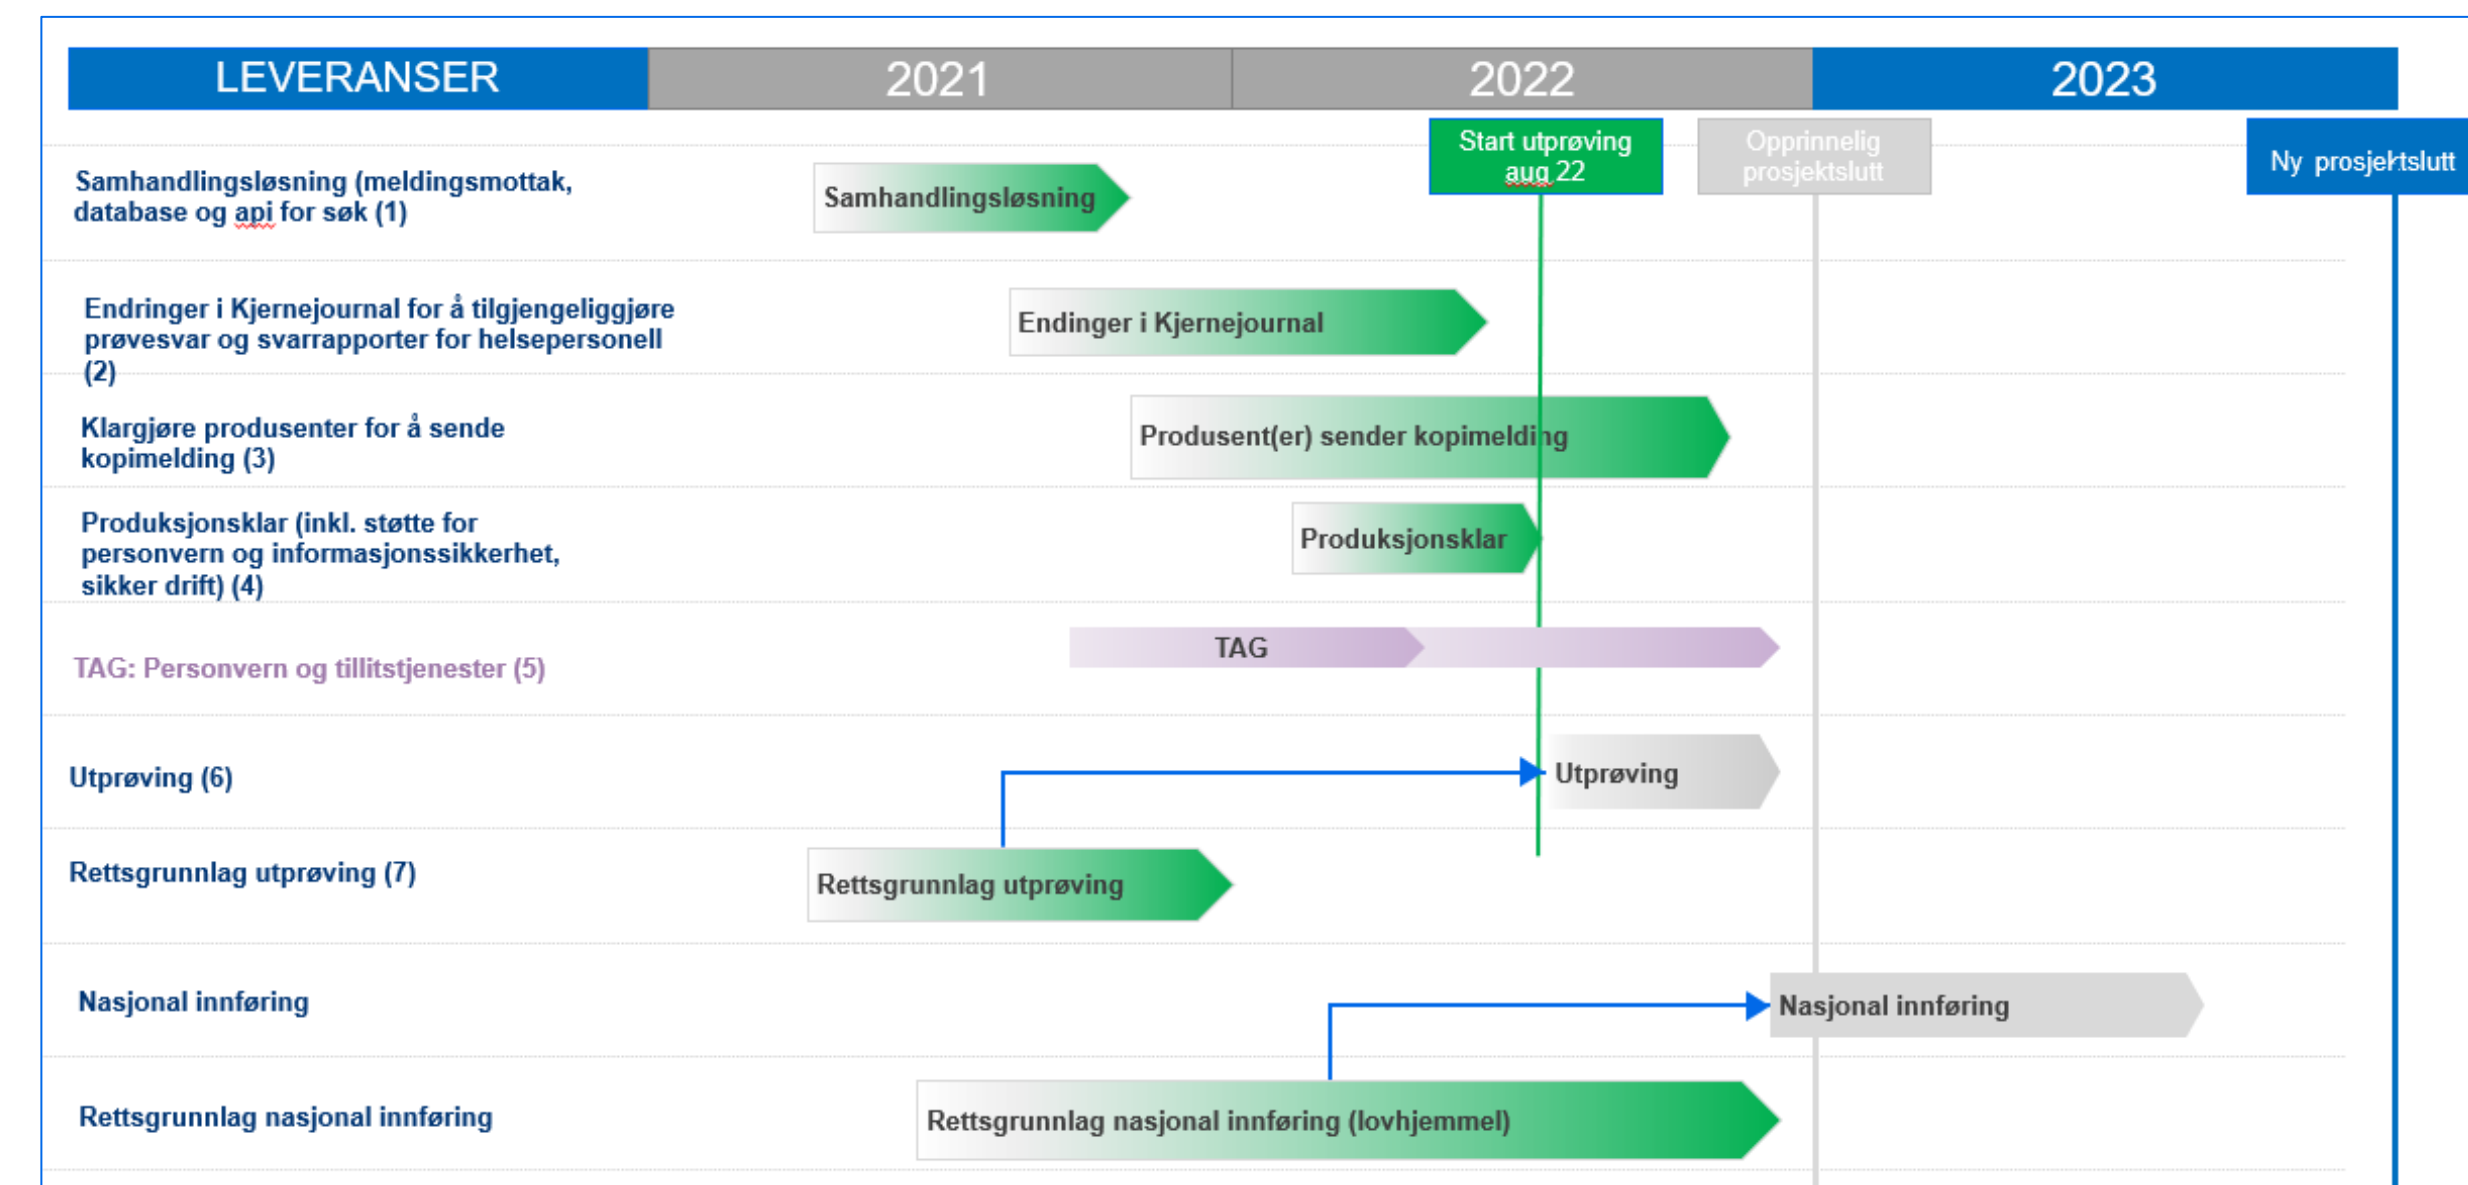 LEVERANSER
2021
2022
2023
Start utprøving
aug 22
Opprinnelig
prosjektslutt
Ny prosjektslutt
Samhandlingsløsning (meldingsmottak,
database og api for søk (1)
Samhandlingsløsning
Endringer i Kjernejournal for å tilgjengeliggjøre
prøvesvar og svarrapporter for helsepersonell
(2)
Endinger i Kjernejournal
Klargjøre produsenter for å sende
kopimelding (3)
Produsent(er) sender kopimelding
Produksjonsklar (inkl. støtte for
personvern og informasjonssikkerhet,
sikker drift) (4)
Produksjonsklar
TAG: Personvern og tillitstjenester (5)
TAG
Utprøving (6)
Utprøving
Rettsgrunnlag utprøving (7)
Rettsgrunnlag utprøving
Nasjonal innføring
Nasjonal innføring
Rettsgrunnlag nasjonal innføring
Rettsgrunnlag nasjonal innføring (lovhjemmel)